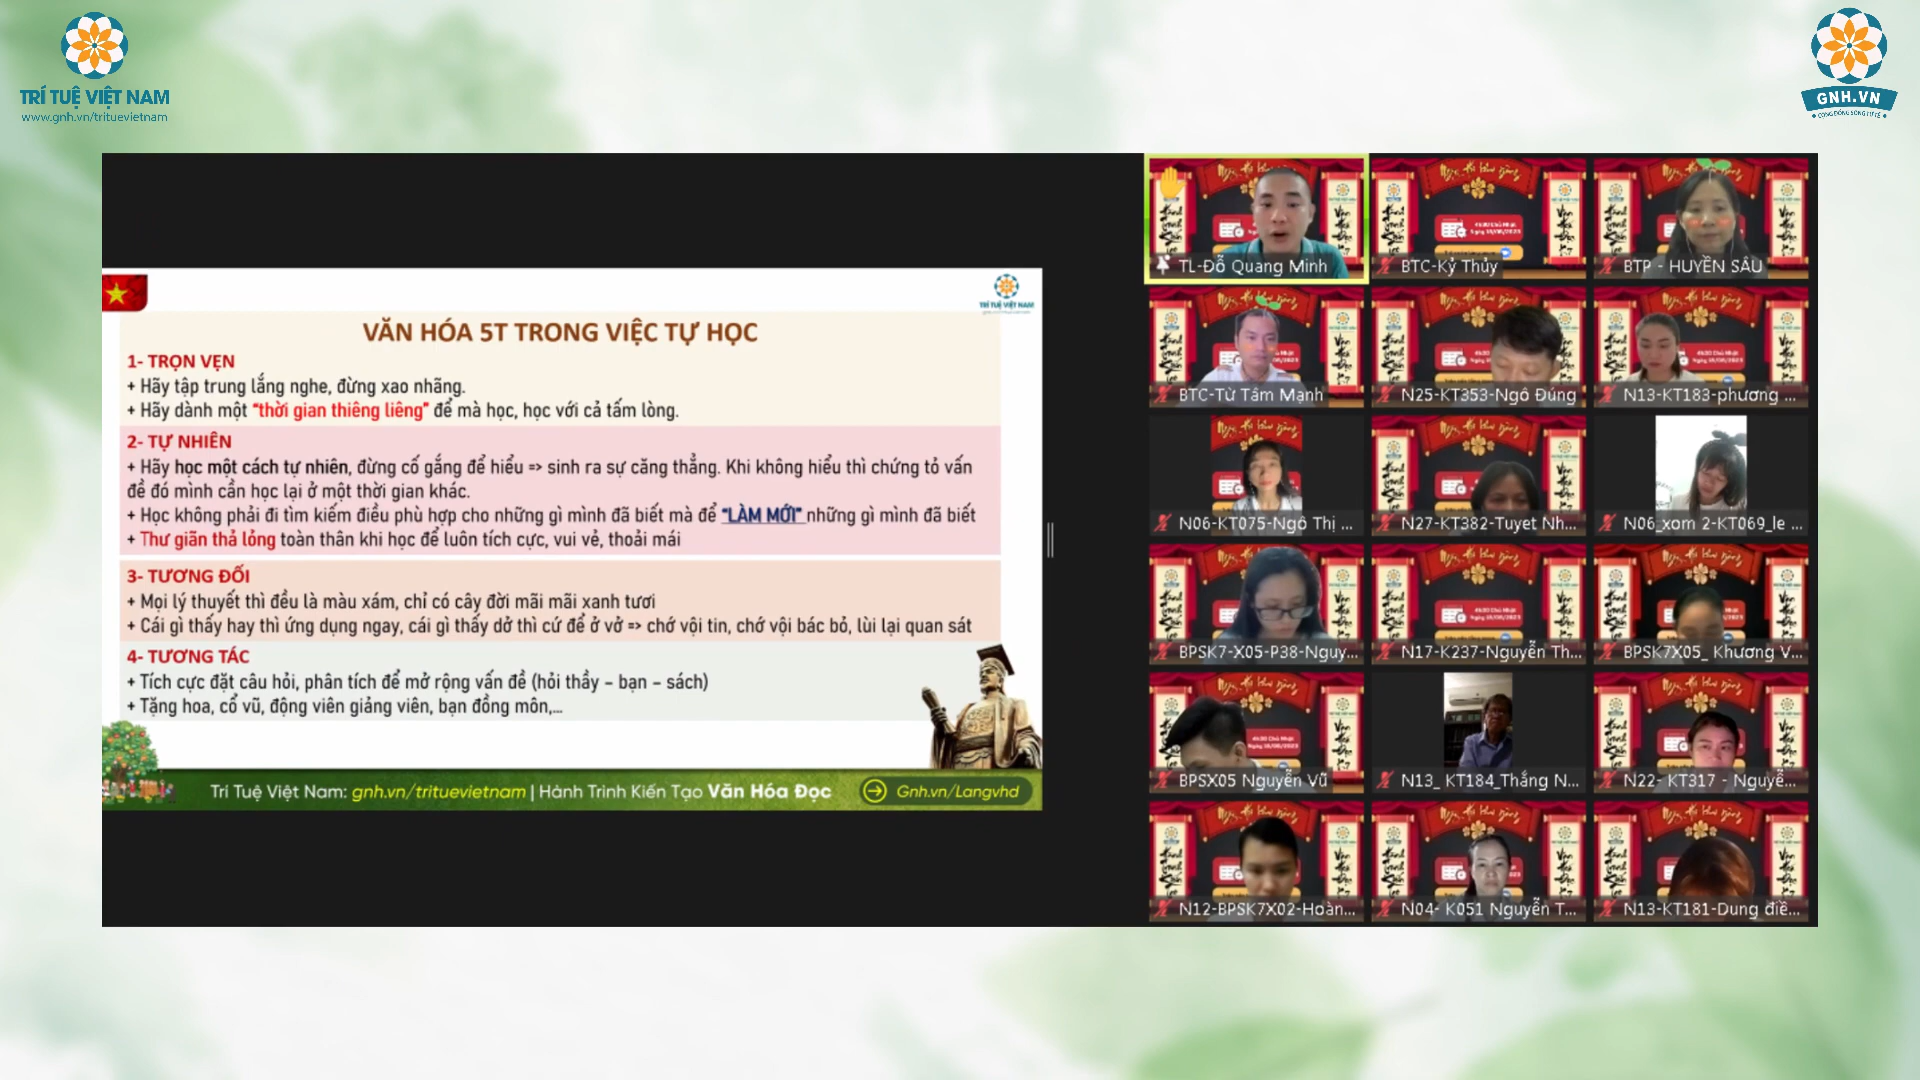 TRÍ TUỆ VIỆT NAM
www.gnh.vn/trituevietnam
GNH.VN
CỘNG ĐỒNG SỐNG TỬ TẾ
TRÍ TUỆ VIỆT NAM
VĂN HÓA 5T TRONG VIỆC TỰ HỌC
1- TRỌN VẸN
+ Hãy tập trung lắng nghe, đừng xao nhãng.
+ Hãy dành một “thời gian thiêng liêng” để mà học, học với cả tấm lòng.
2- TỰ NHIÊN
+ Hãy học một cách tự nhiên, đừng cố gắng để hiểu => sinh ra sự căng thẳng. Khi không hiểu thì chứng tỏ vấn
đề đó mình cần học lại ở một thời gian khác.
+ Học không phải đi tìm kiếm điều phù hợp cho những gì mình đã biết mà để “LÀM MỚI” những gì mình đã biết
+ Thư giãn thả lỏng toàn thân khi học để luôn tích cực, vui vẻ, thoải mái
3- TƯƠNG ĐỐI
+ Mọi lý thuyết thì đều là màu xám, chỉ có cây đời mãi mãi xanh tươi
+ Cái gì thấy hay thì ứng dụng ngay, cái gì thấy dở thì cứ để ở vở => chớ vội tin, chớ vội bác bỏ, lùi lại quan sát
4- TƯƠNG TÁC
+ Tích cực đặt câu hỏi, phân tích để mở rộng vấn đề (hỏi thầy – bạn – sách)
+ Tặng hoa, cổ vũ, động viên giảng viên, bạn đồng môn,...
Trí Tuệ Việt Nam: gnh.vn/trituevietnam | Hành Trình Kiến Tạo Văn Hóa Đọc
Gnh.vn/Langvhd
TL-Đỗ Quang Minh
BTC-Kỷ Thủy
BTP - HUYỀN SÂU
BTC-Từ Tâm Mạnh
N25-KT353-Ngô Đúng
N13-KT183-phương ...
N06-KT075-Ngô Thị ...
N27-KT382-Tuyet Nh...
N06_xom 2-KT069_le ...
BPSK7-X05-P38-Nguy...
N17-K237-Nguyễn Th...
BPSK7X05_ Khương V...
BPSX05 Nguyễn Vũ
N13_ KT184_Thắng N...
N22- KT317 - Nguyễ...
N12-BPSK7X02-Hoàn...
N04- K051 Nguyễn T...
N13-KT181-Dung điề...